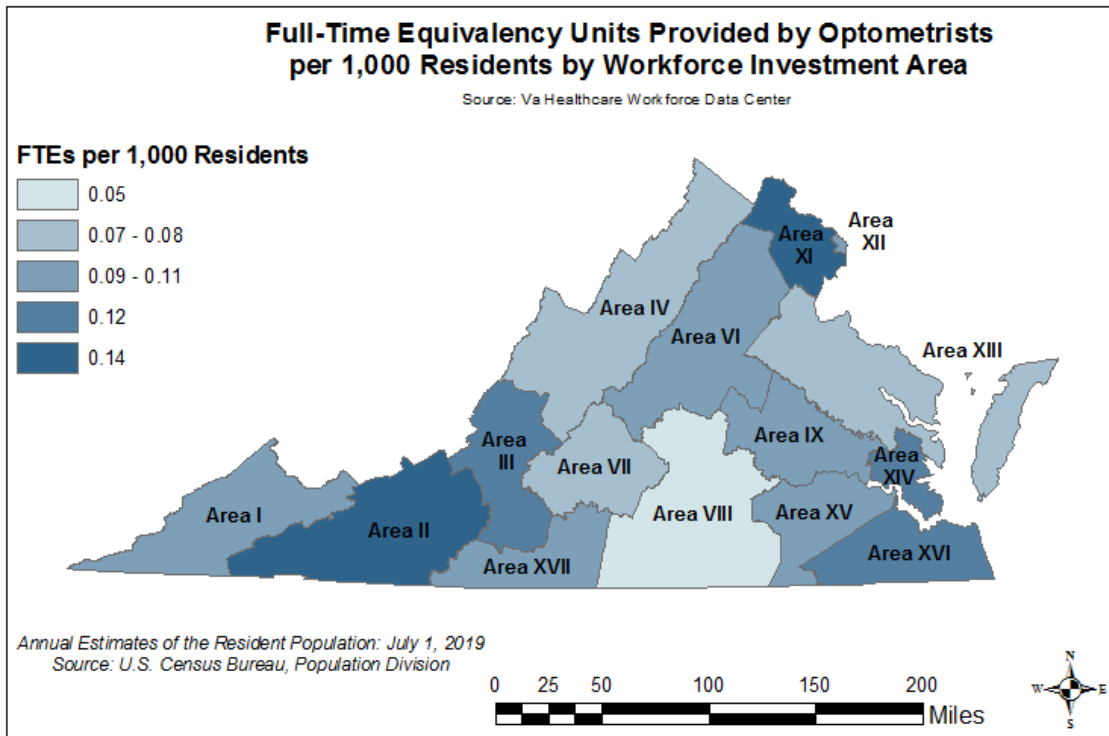 Full-Time Equivalency Units Provided by Optometrists
per 1,000 Residents by Workforce Investment Area
Source: Va Healthcare Workforce Data Center
FTEs per 1,000 Residents
0.05
0.07 - 0.08
0.09 - 0.11
0.12
0.14
Area
XII
Area
XI
Area IV
Area VI
Area XIII
Area
III
Area IX
Area VII
Area
XIV
Area I
Area II
Area VIII
Area XV
Area XVI
Area XVII
Annual Estimates of the Resident Population: July 1, 2019
Source: U.S. Census Bureau, Population Division
0 25 50 100 150 200
Miles
N
W E
S